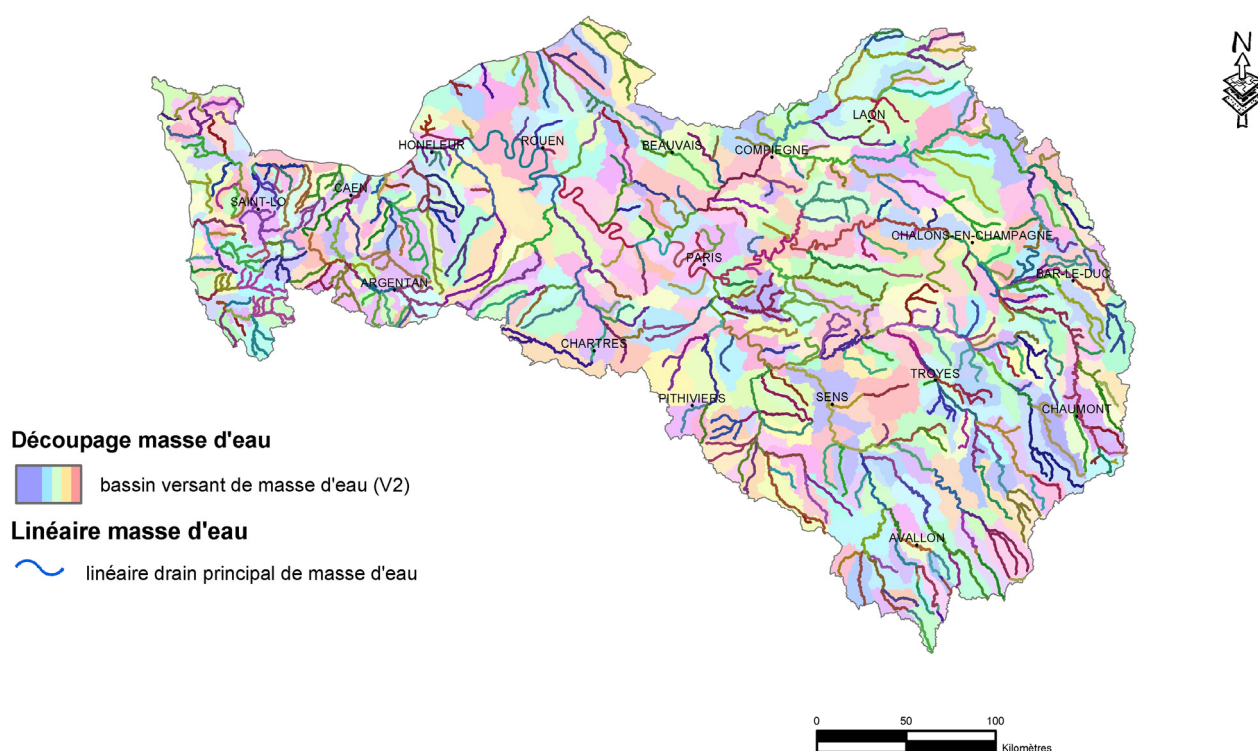 N
LAON
HONFLEUR
ROUEN
BEAUVAIS
COMPIEGNE
CAEN
SAINT-LO
CHALONS-EN-CHAMPAGNE
PARIS
BAR-LE-DUC
ARGENTAN
CHARTRES
TROYES
PITHIVIERS
SENS
CHAUMONT
Découpage masse d'eau
bassin versant de masse d'eau (V2)
Linéaire masse d'eau
AVALLON
linéaire drain principal de masse d'eau
0 50 100
Kilomètres